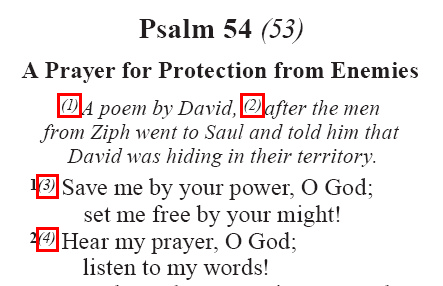 Psalm 54 (53)
A Prayer for Protection from Enemies
(1)A poem by David, (2)after the men
from Ziph went to Saul and told him that
David was hiding in their territory.
1(3) Save me by your power, O God;
set me free by your might!
2(4) Hear my prayer, O God;
listen to my words!